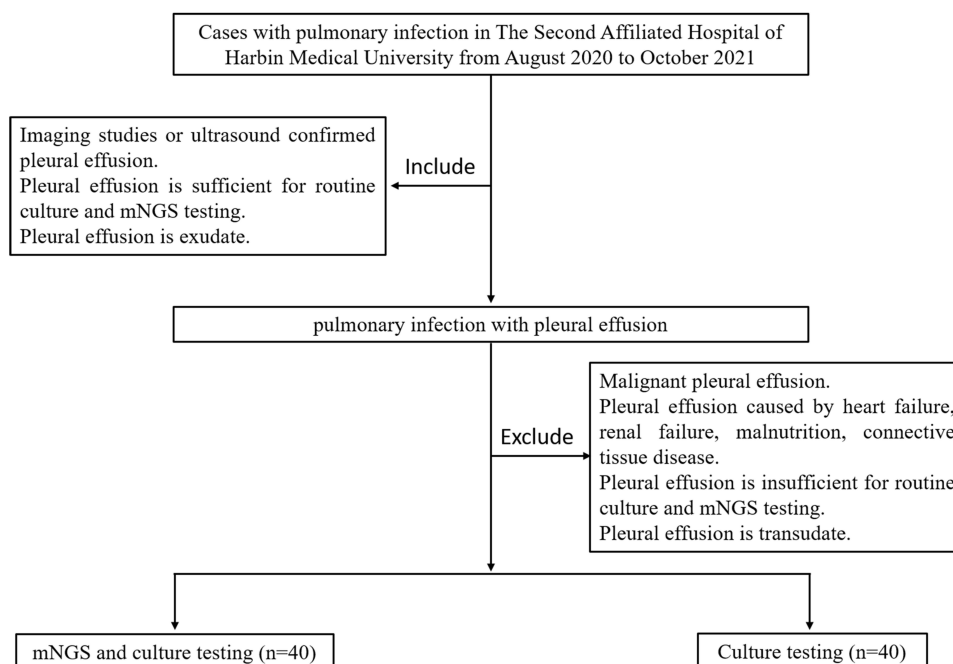 Cases with pulmonary infection in The Second Affiliated Hospital of
Harbin Medical University from August 2020 to October 2021
Imaging studies or ultrasound confirmed
pleural effusion.
Pleural effusion is sufficient for routine
culture and mNGS testing.
Pleural effusion is exudate.
Include
pulmonary infection with pleural effusion
Exclude
Malignant pleural effusion.
Pleural effusion caused by heart failure,
renal failure, malnutrition, connective
tissue disease.
Pleural effusion is insufficient for routine
culture and mNGS testing.
Pleural effusion is transudate.
mNGS and culture testing (n=40)
Culture testing (n=40)